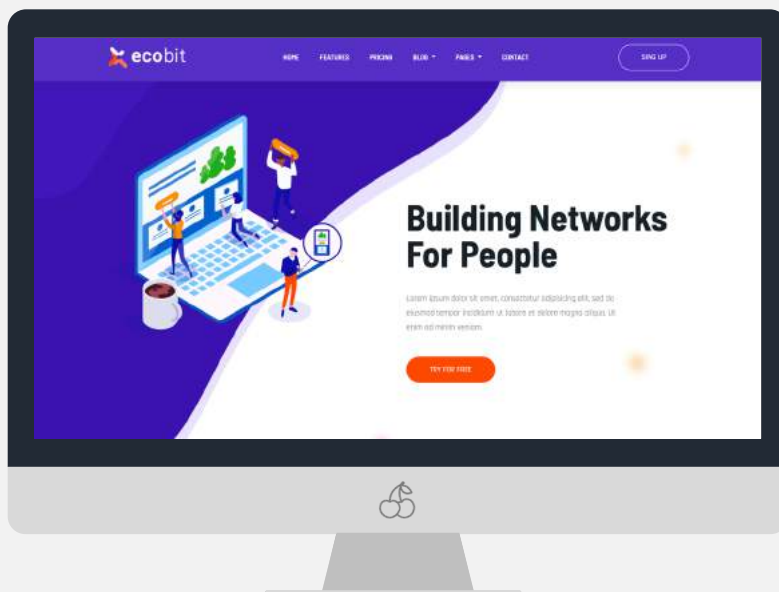 ecobit
HOME FEATURES PRICING BLOG PAGES CONTACT
SING UP
Building Networks
For People
Lorem ipsum dolor sit amet, consectetur adipisicing elit, sed do
eiusmod tempor incididunt ut labore et dolore magna aliqua. Ut
enim ad minim veniam.
TRY FOR FREE